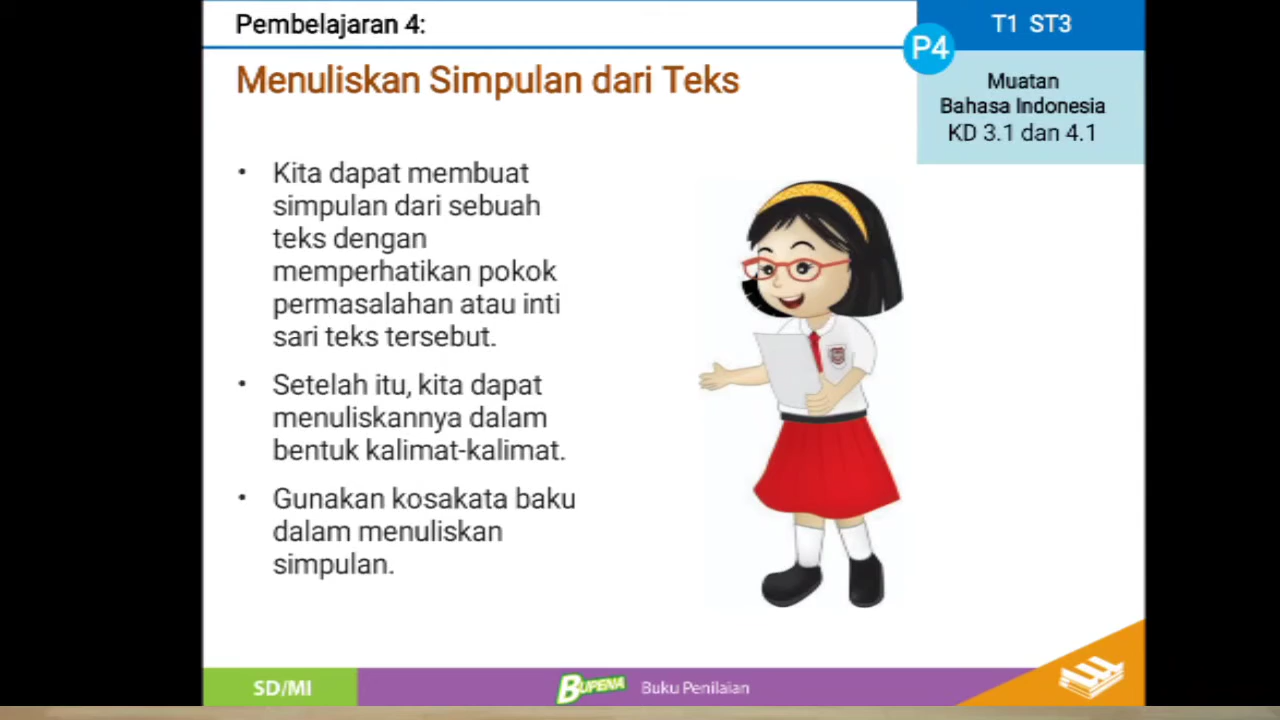 Pembelajaran 4:
T1 ST3
P4
Menuliskan Simpulan dari Teks
Muatan
Bahasa Indonesia
KD 3.1 dan 4.1
• Kita dapat membuat
simpulan dari sebuah
teks dengan
memperhatikan pokok
permasalahan atau inti
sari teks tersebut.
• Setelah itu, kita dapat
menuliskannya dalam
bentuk kalimat-kalimat.
• Gunakan kosakata baku
dalam menuliskan
simpulan.
SD/MI
BUPENA
Buku Penilaian